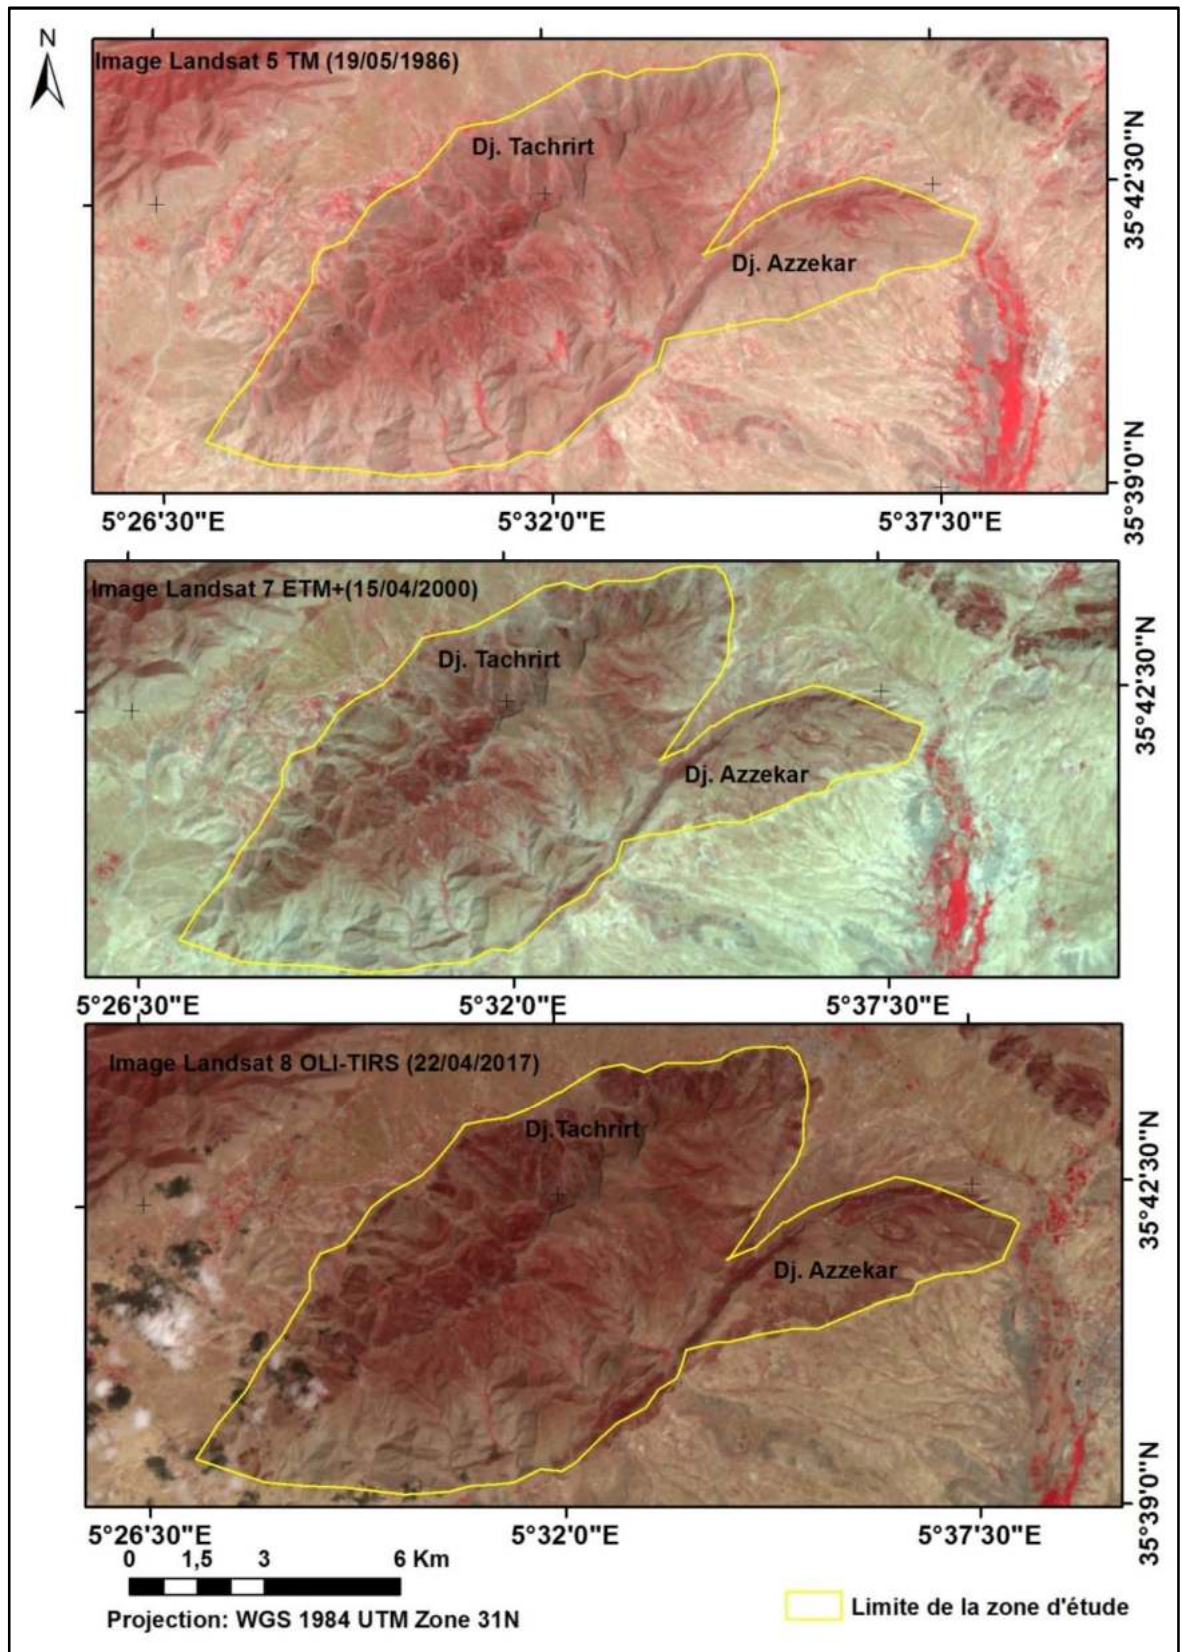 N
Image Landsat 5 TM (19/05/1986)
Dj. Tachrirt
Dj. Azzekar
35°42'30"N
35°39'0"N
5°26'30"E
5°32'0"E
5°37'30"E
Image Landsat 7 ETM+(15/04/2000)
Dj. Tachrirt
Dj. Azzekar
35°42'30"N
5°26'30"E
5°32'0"E
5°37'30"E
Image Landsat 8 OLI-TIRS (22/04/2017)
Dj.Tachrirt
Dj. Azzekar
35°42'30"N
35°39'0"N
5°26'30"E
5°32'0"E
5°37'30"E
0 1,5 3 6 Km
Projection: WGS 1984 UTM Zone 31N
Limite de la zone d'étude